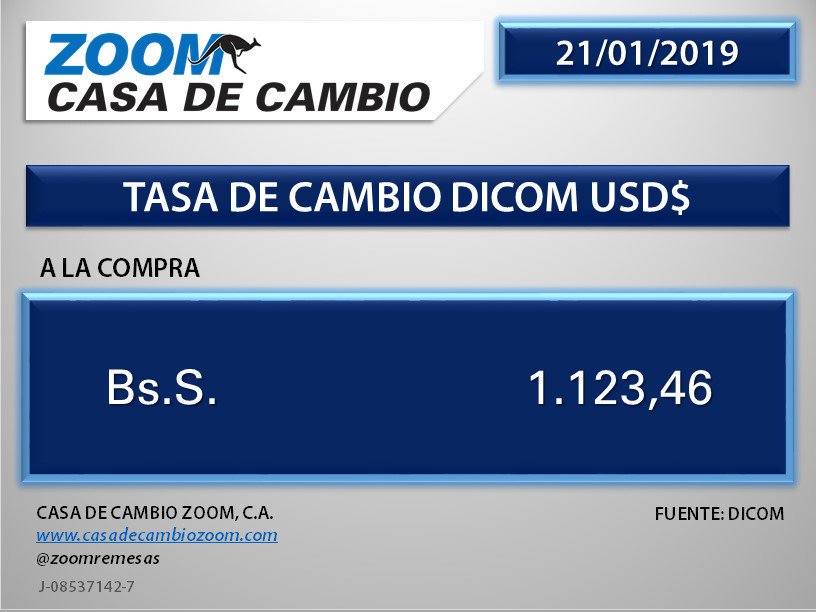 ZOOM
CASA DE CAMBIO
21/01/2019
TASA DE CAMBIO DICOM USD$
A LA COMPRA
Bs.S. 1.123,46
CASA DE CAMBIO ZOOM, C.A.
www.casadecambiozoom.com
@zoomremesas
J-08537142-7
FUENTE: DICOM